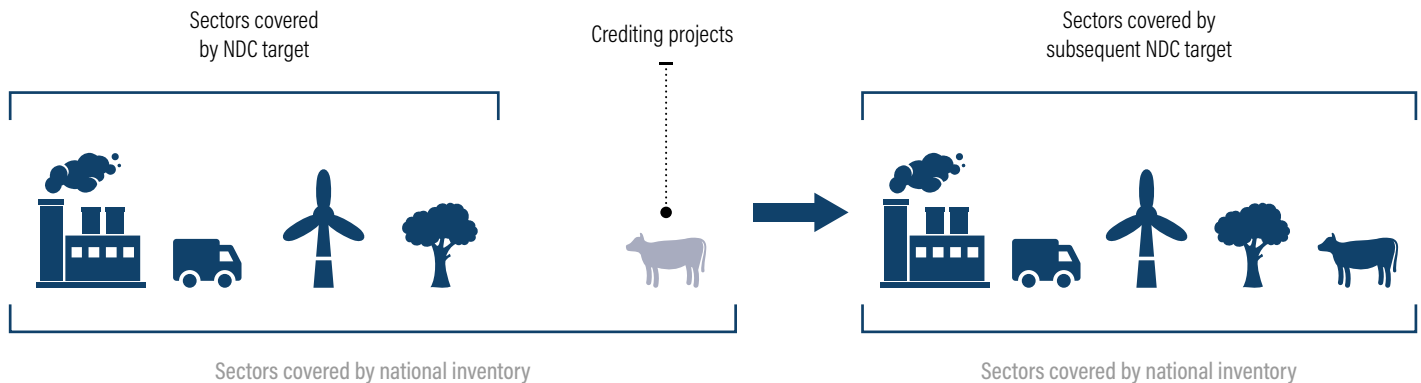 Sectors covered
by NDC target
Crediting projects
Sectors covered by
subsequent NDC target
Sectors covered by national inventory
Sectors covered by national inventory